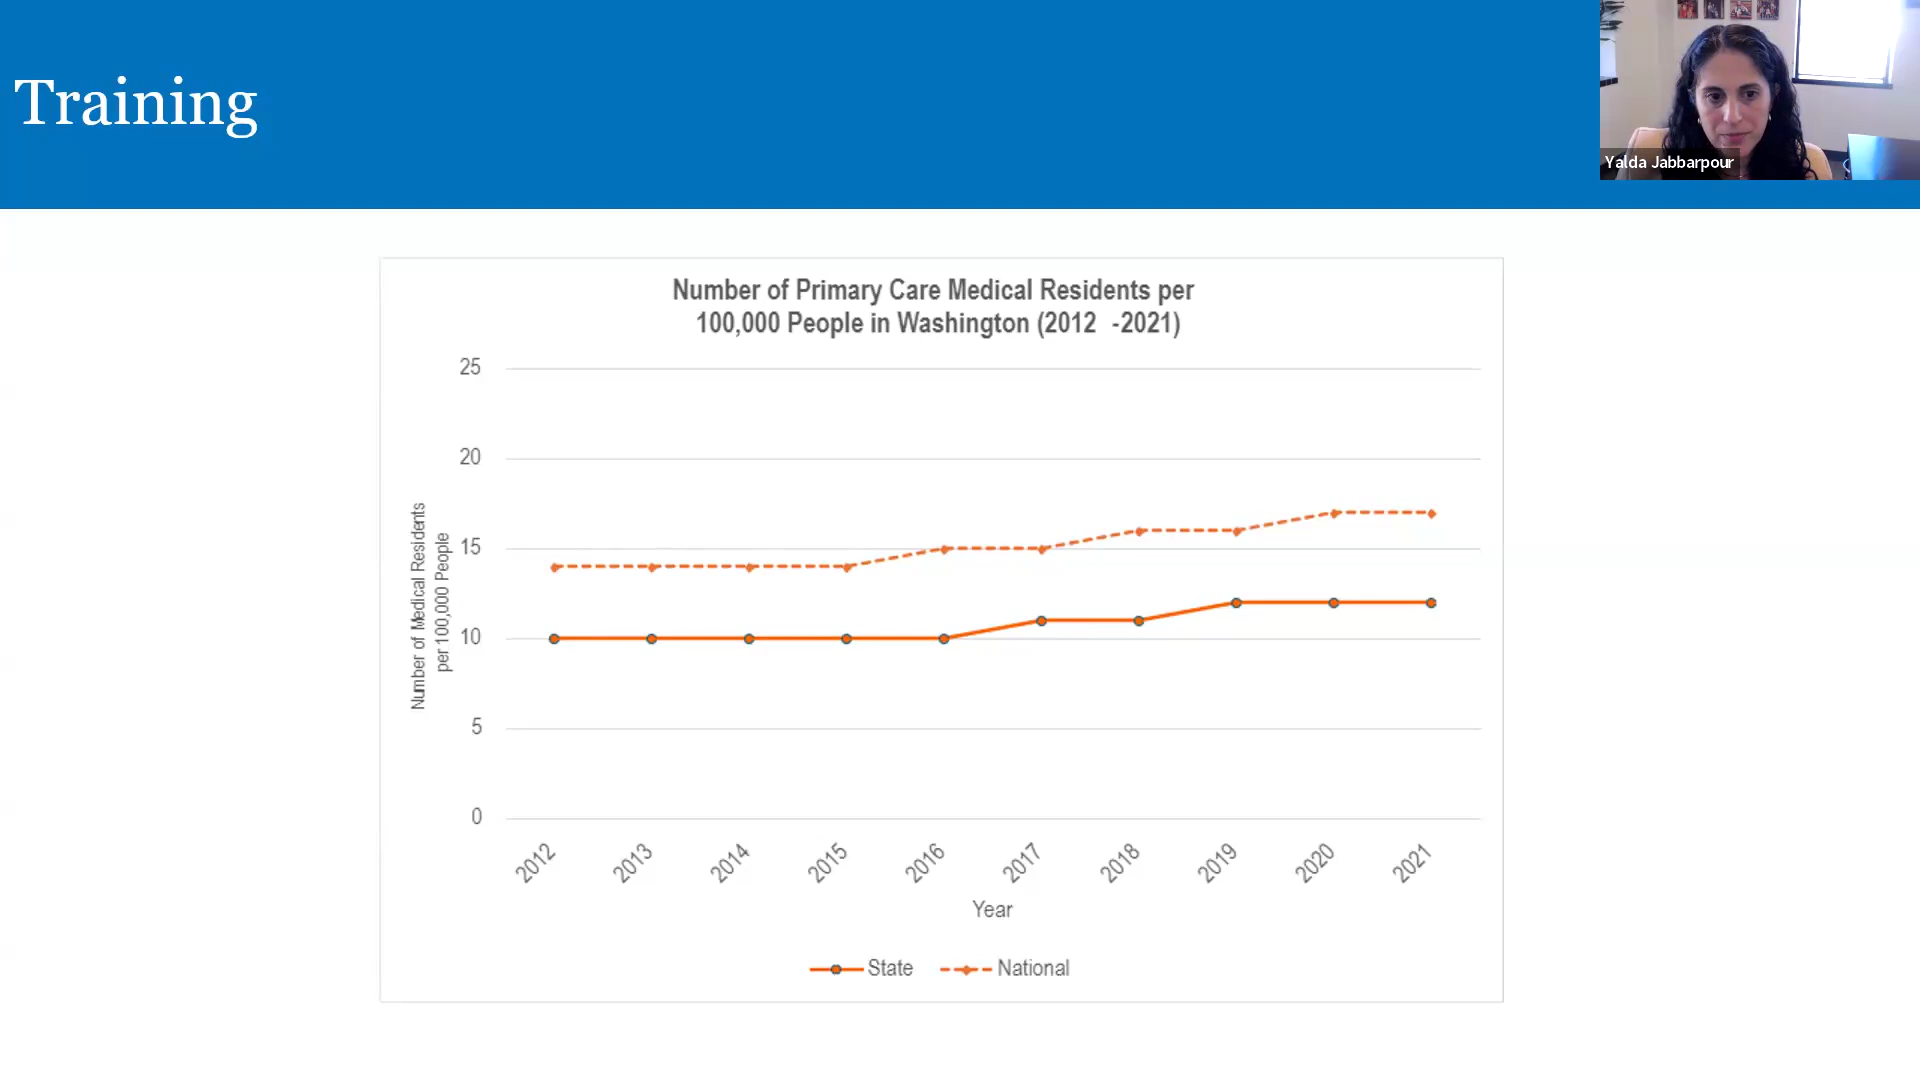 Training
Yalda Jabbarpour
Number of Primary Care Medical Residents per
100,000 People in Washington (2012 -2021)
25
20
15
10
5
0
Number of Medical Residents
per 100,000 People
2012
2013
2014
2015
2016
2017
2018
2019
2020
2021
Year
State
National